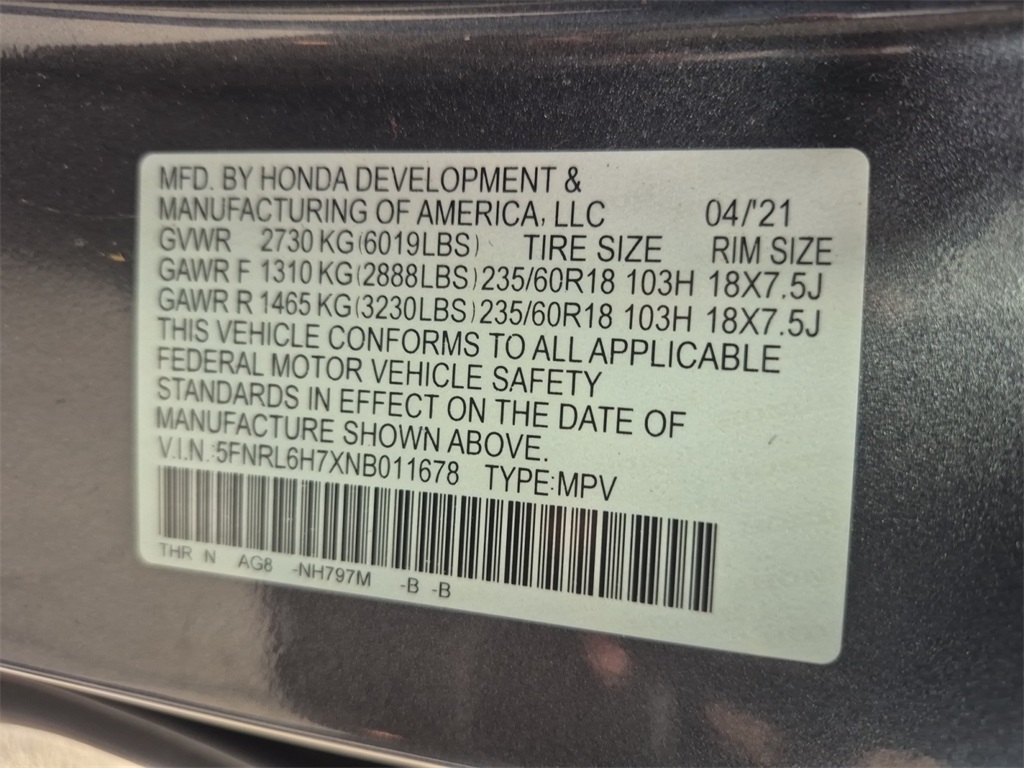 MFD. BY HONDA DEVELOPMENT &
MANUFACTURING OF AMERICA, LLC 04/'21
GVWR 2730 KG (6019LBS) TIRE SIZE RIM SIZE
GAWR F 1310 KG (2888LBS) 235/60R18 103H 18X7.5J
GAWR R 1465 KG (3230LBS) 235/60R18 103H 18X7.5J
THIS VEHICLE CONFORMS TO ALL APPLICABLE
FEDERAL MOTOR VEHICLE SAFETY
STANDARDS IN EFFECT ON THE DATE OF
MANUFACTURE SHOWN ABOVE.
V.I.N.:5FNRL6H7XNB011678 TYPE:MPV
THR N AG8 -NH797M -B -B